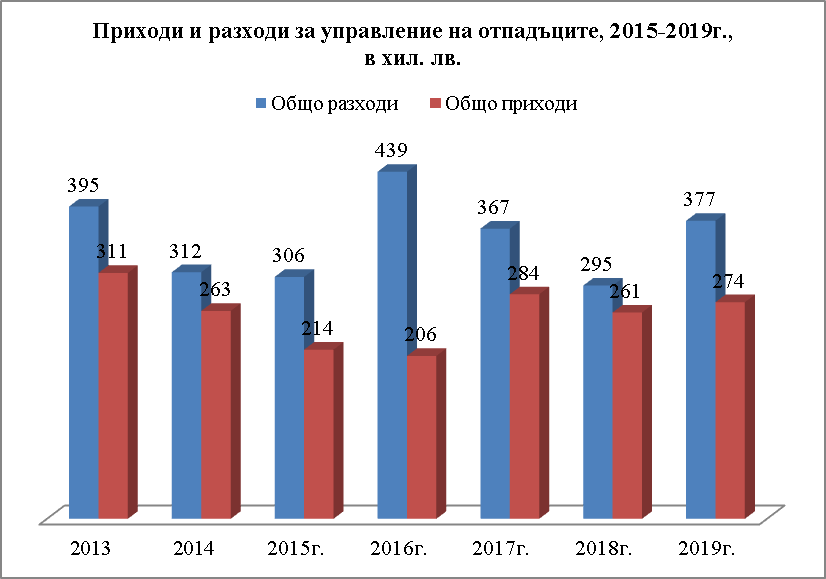 Приходи и разходи за управление на отпадъците, 2015-2019г.,
в хил. лв.
Общо разходи Общо приходи
395 311 312 263 306 214 439 206 367 284 295 261 377 274
2013 2014 2015г. 2016г. 2017г. 2018г. 2019г.